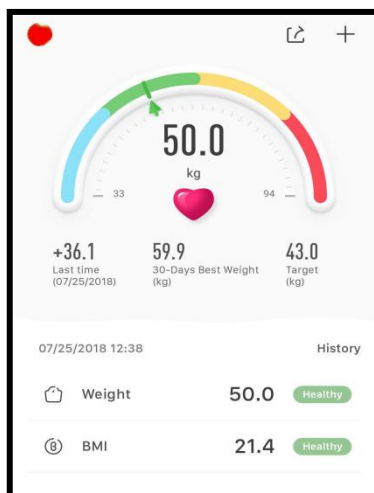 50.0
kg
33
94
+36.1 59.9 43.0
Last time 30-Days Best Weight Target
(07/25/2018) (kg) (kg)
07/25/2018 12:38 History
Weight 50.0 Healthy
BMI 21.4 Healthy